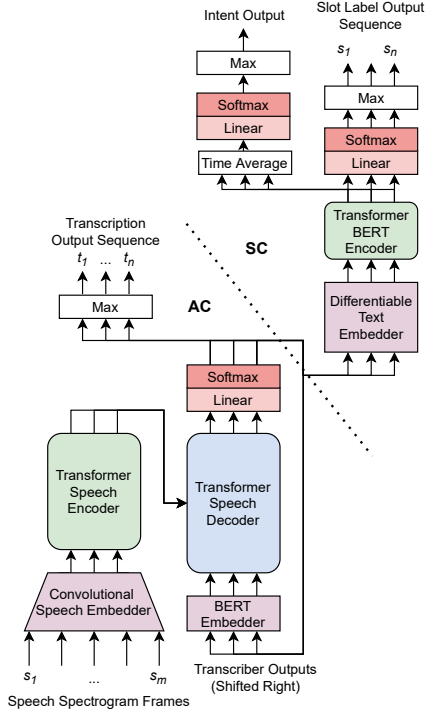 Intent Output
Slot Label Output
Sequence
s1 sn
Max
Max
Softmax
Linear
Softmax
Linear
Time Average
Transformer
BERT
Encoder
Transcription
Output Sequence
t1 ... tn
SC
Differentiable
Text
Embedder
Max
AC
Softmax
Linear
Transformer
Speech
Encoder
Transformer
Speech
Decoder
Convolutional
Speech Embedder
BERT
Embedder
s1 ... sm
Transcriber Outputs
(Shifted Right)
Speech Spectrogram Frames